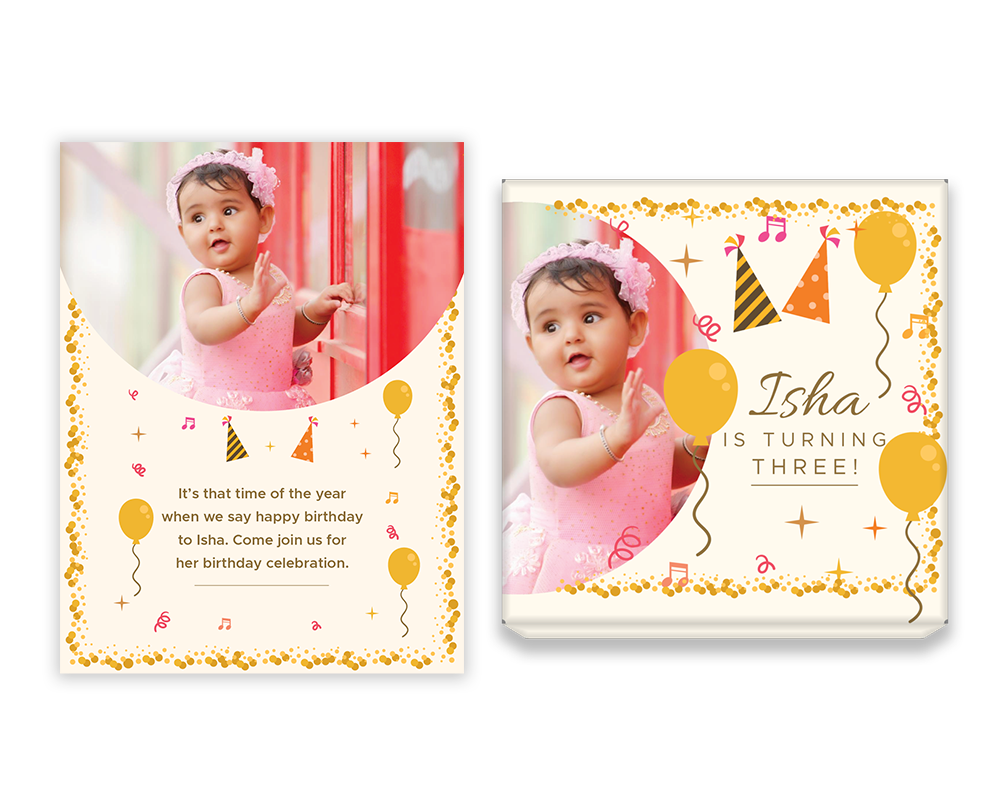 It's that time of the year
when we say happy birthday
to Isha. Come join us for
her birthday celebration.
Isha
IS TURNING
THREE!